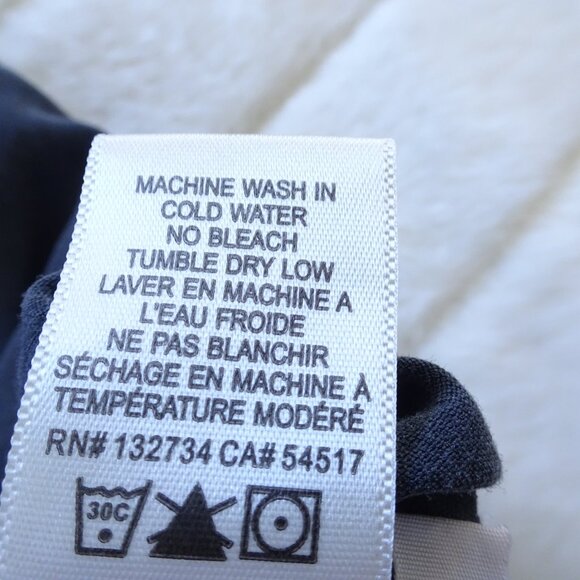 MACHINE WASH IN
COLD WATER
NO BLEACH
TUMBLE DRY LOW
LAVER EN MACHINE A
L'EAU FROIDE
NE PAS BLANCHIR
SÉCHAGE EN MACHINE À
TEMPÉRATURE MODÉRÉ
RN# 132734 CA# 54517
30C